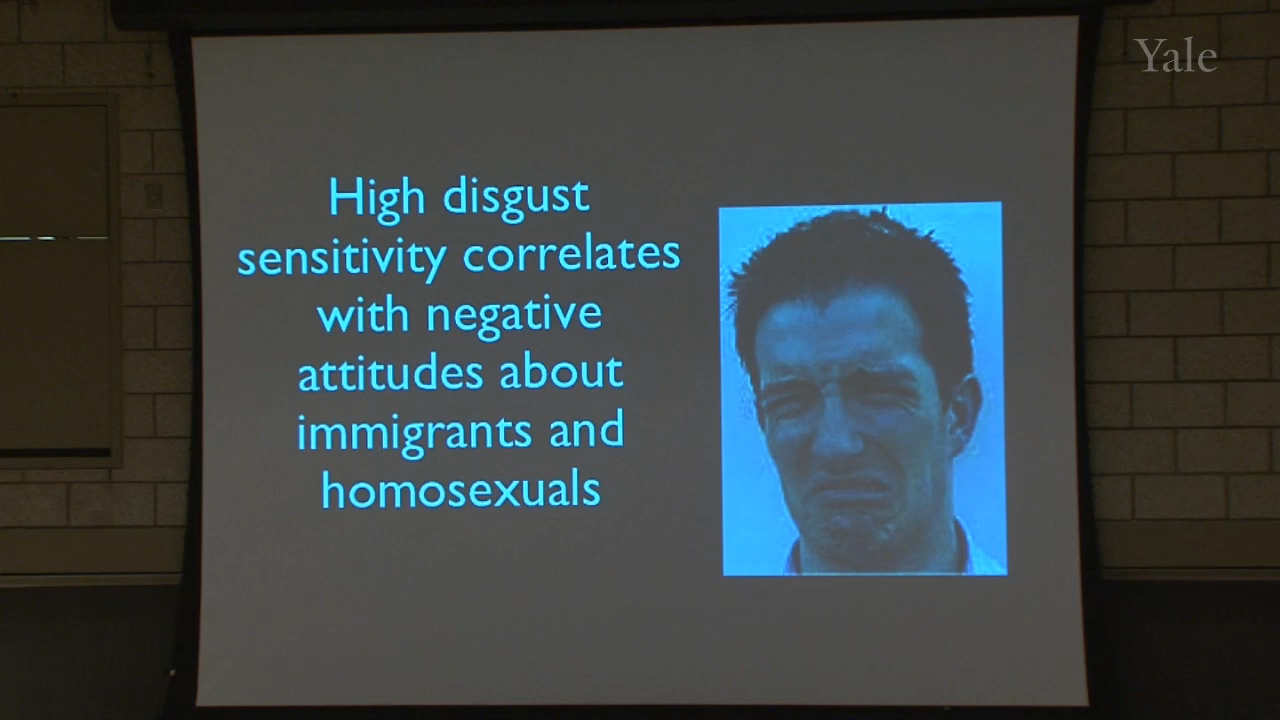 Yale
High disgust
sensitivity correlates
with negative
attitudes about
immigrants and
homosexuals